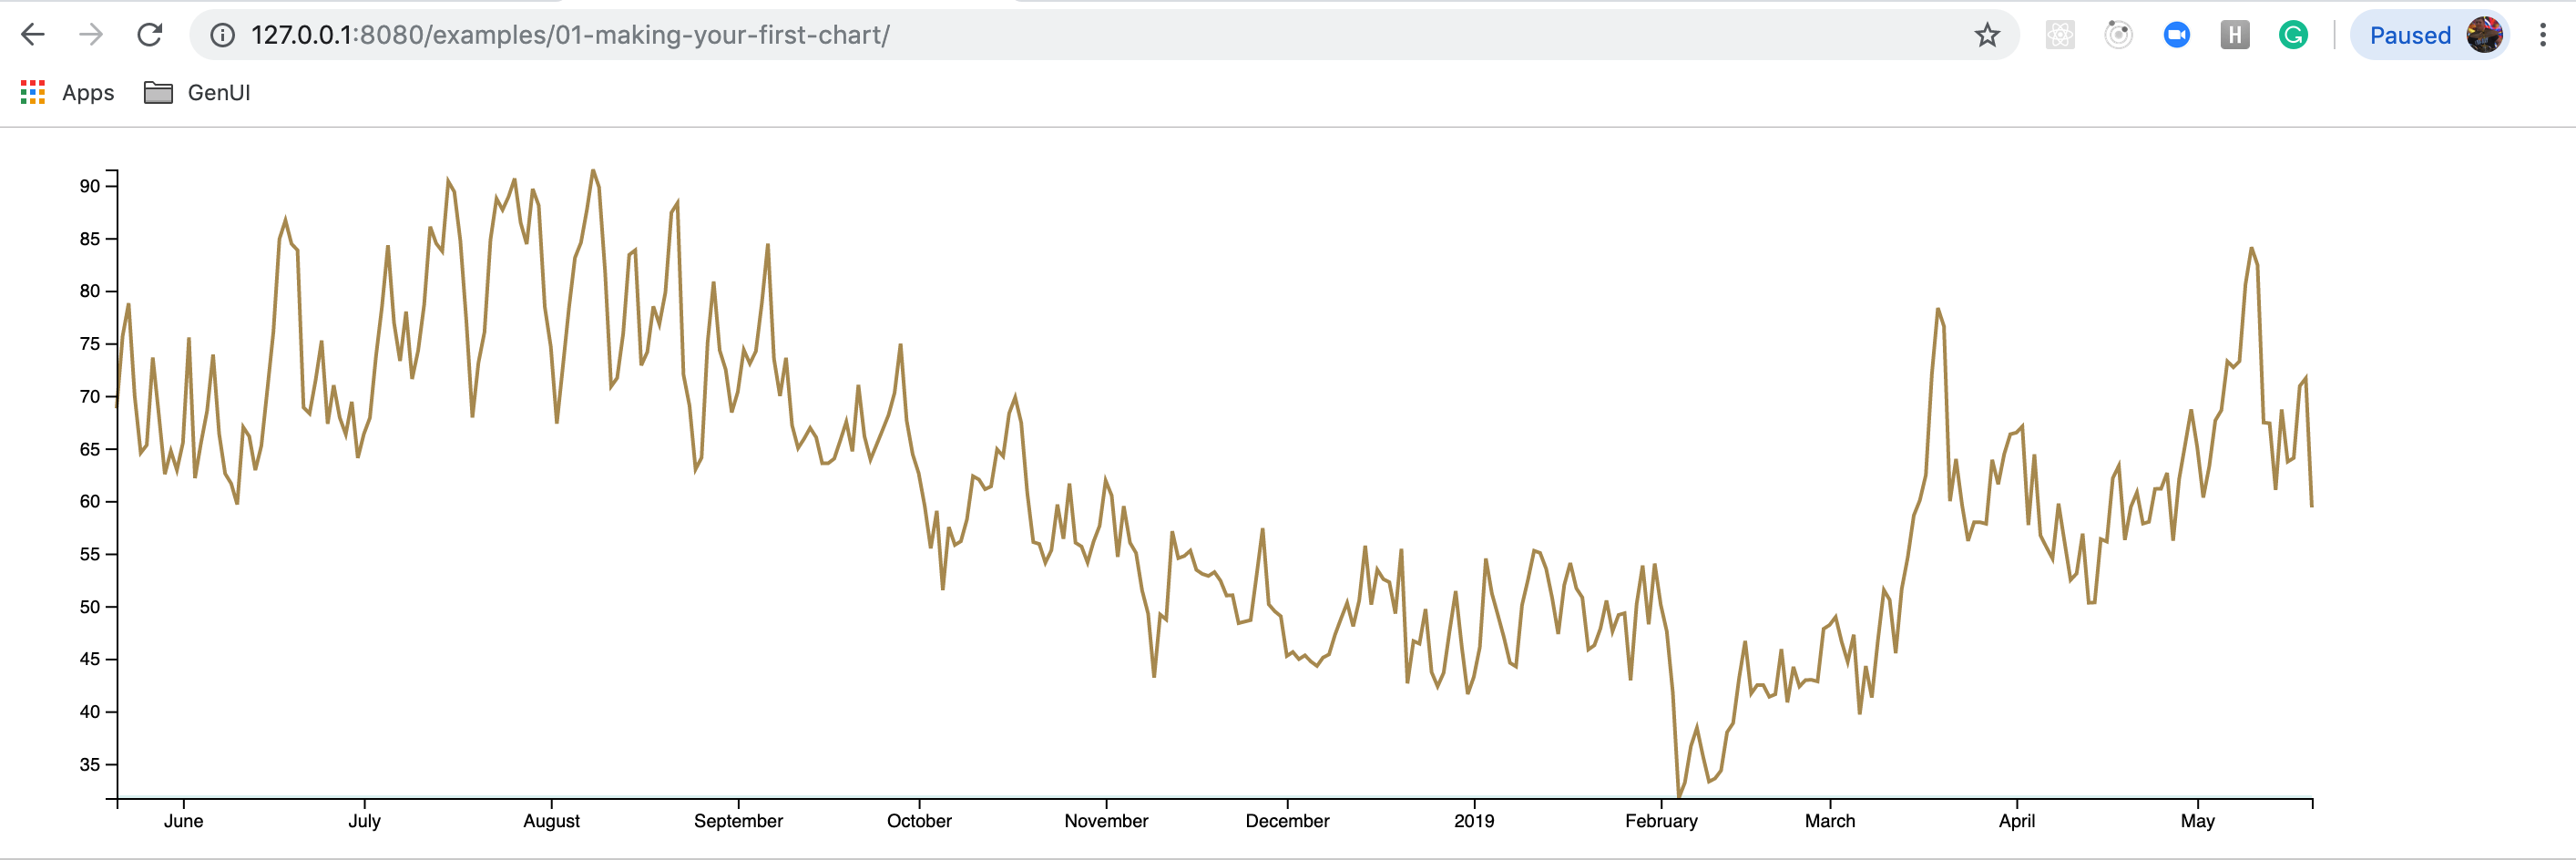 127.0.0.1:8080/examples/01-making-your-first-chart/
H
G
Paused
Apps
GenUI
90
85
80
75
70
65
60
55
50
45
40
35
June July August September October November December 2019 February March April May